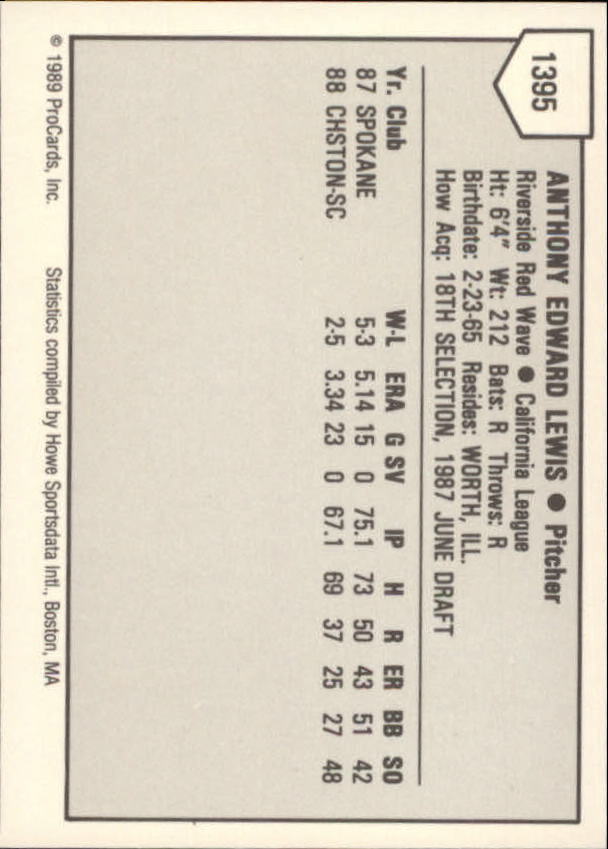 1395
ANTHONY EDWARD LEWIS ● Pitcher
Riverside Red Wave ● California League
Ht: 6'4" Wt: 212 Bats: R Throws: R
Birthdate: 2-23-65 Resides: WORTH, ILL.
How Acq: 18TH SELECTION, 1987 JUNE DRAFT
Yr. Club W-L ERA G SV IP H R ER BB SO
87 SPOKANE 5-3 5.14 15 0 75.1 73 50 43 51 42
88 CHSTON-SC 2-5 3.34 23 0 67.1 69 37 25 27 48
© 1989 ProCards, Inc. Statistics compiled by Howe Sportsdata Intl., Boston, MA